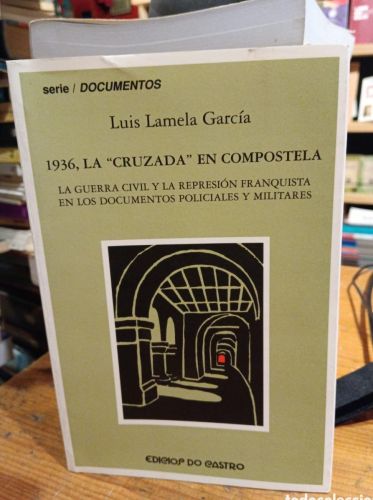 serie / DOCUMENTOS
Luis Lamela García
1936, LA “CRUZADA” EN COMPOSTELA
LA GUERRA CIVIL Y LA REPRESIÓN FRANQUISTA
EN LOS DOCUMENTOS POLICIALES Y MILITARES
EDICIOS DO CASTRO